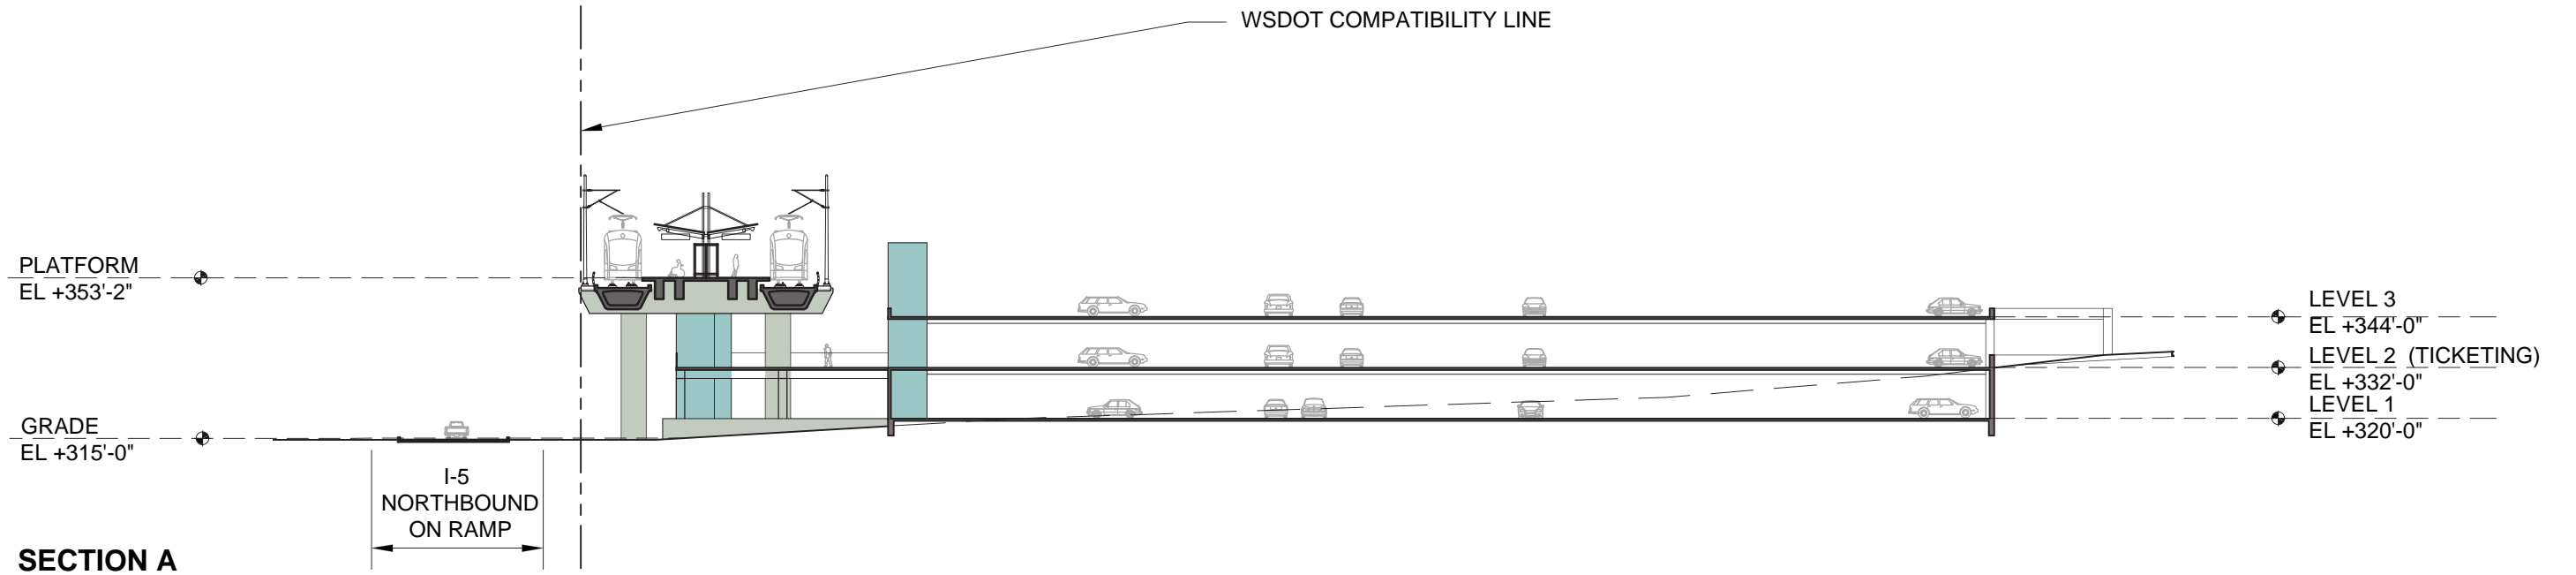 WSDOT COMPATIBILITY LINE
PLATFORM
EL +353'-2"
LEVEL 3
EL +344'-0"
LEVEL 2 (TICKETING)
EL +332'-0"
LEVEL 1
EL +320'-0"
GRADE
EL +315'-0"
I-5
NORTHBOUND
ON RAMP
SECTION A